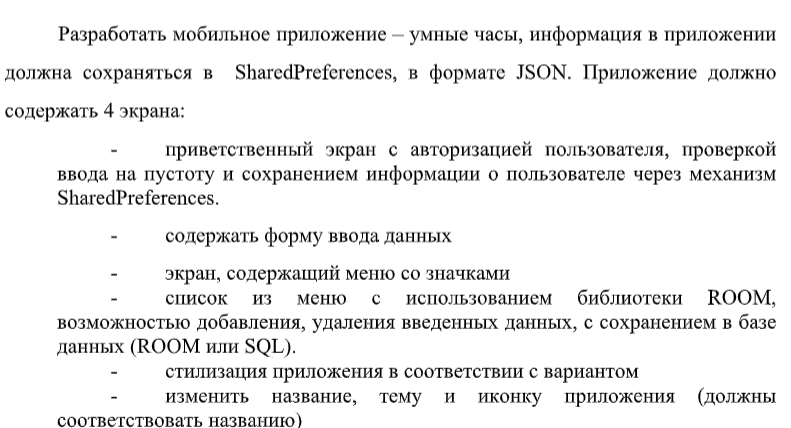 Разработать мобильное приложение – умные часы, информация в приложении
должна сохраняться в SharedPreferences, в формате JSON. Приложение должно
содержать 4 экрана:
- приветственный экран с авторизацией пользователя, проверкой
ввода на пустоту и сохранением информации о пользователе через механизм
SharedPreferences.
- содержать форму ввода данных
- экран, содержащий меню со значками
- список из меню с использованием библиотеки ROOM,
возможностью добавления, удаления введенных данных, с сохранением в базе
данных (ROOM или SQL).
- стилизация приложения в соответствии с вариантом
- изменить название, тему и иконку приложения (должны
соответствовать названию)